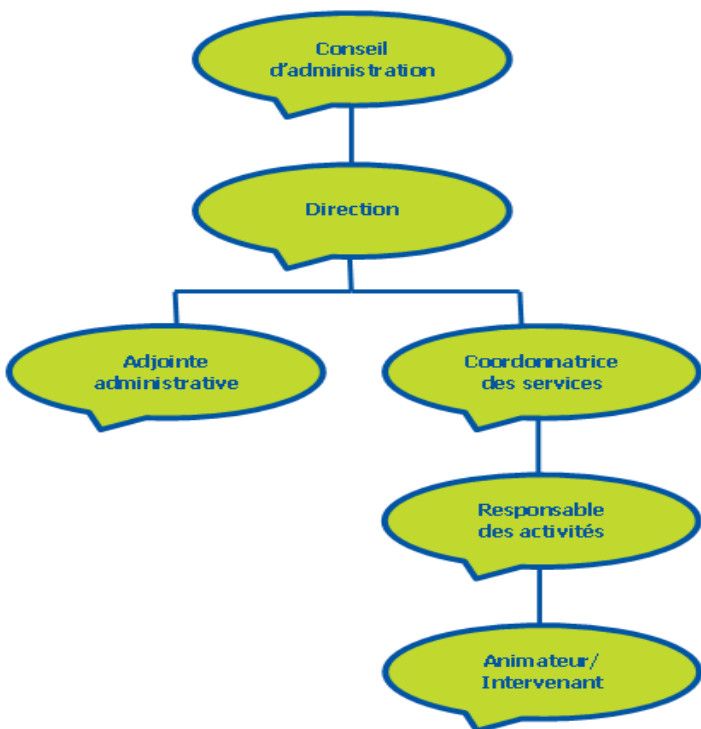 Conseil
d'administration
Direction
Adjointe
administrative
Coordonnatrice
des services
Responsable
des activités
Animateur/
Intervenant